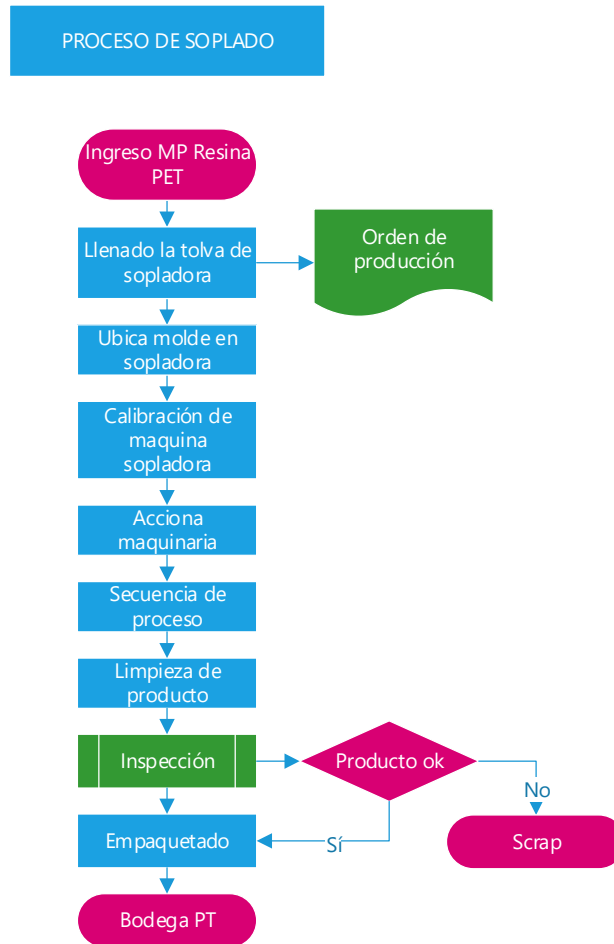 PROCESO DE SOPLADO
Ingreso MP Resina
PET
Llenado la tolva de
sopladora
Orden de
producción
Ubica molde en
sopladora
Calibración de
maquina
sopladora
Acciona
maquinaria
Secuencia de
proceso
Limpieza de
producto
Inspección
Producto ok
No
Empaquetado
Sí
Scrap
Bodega PT